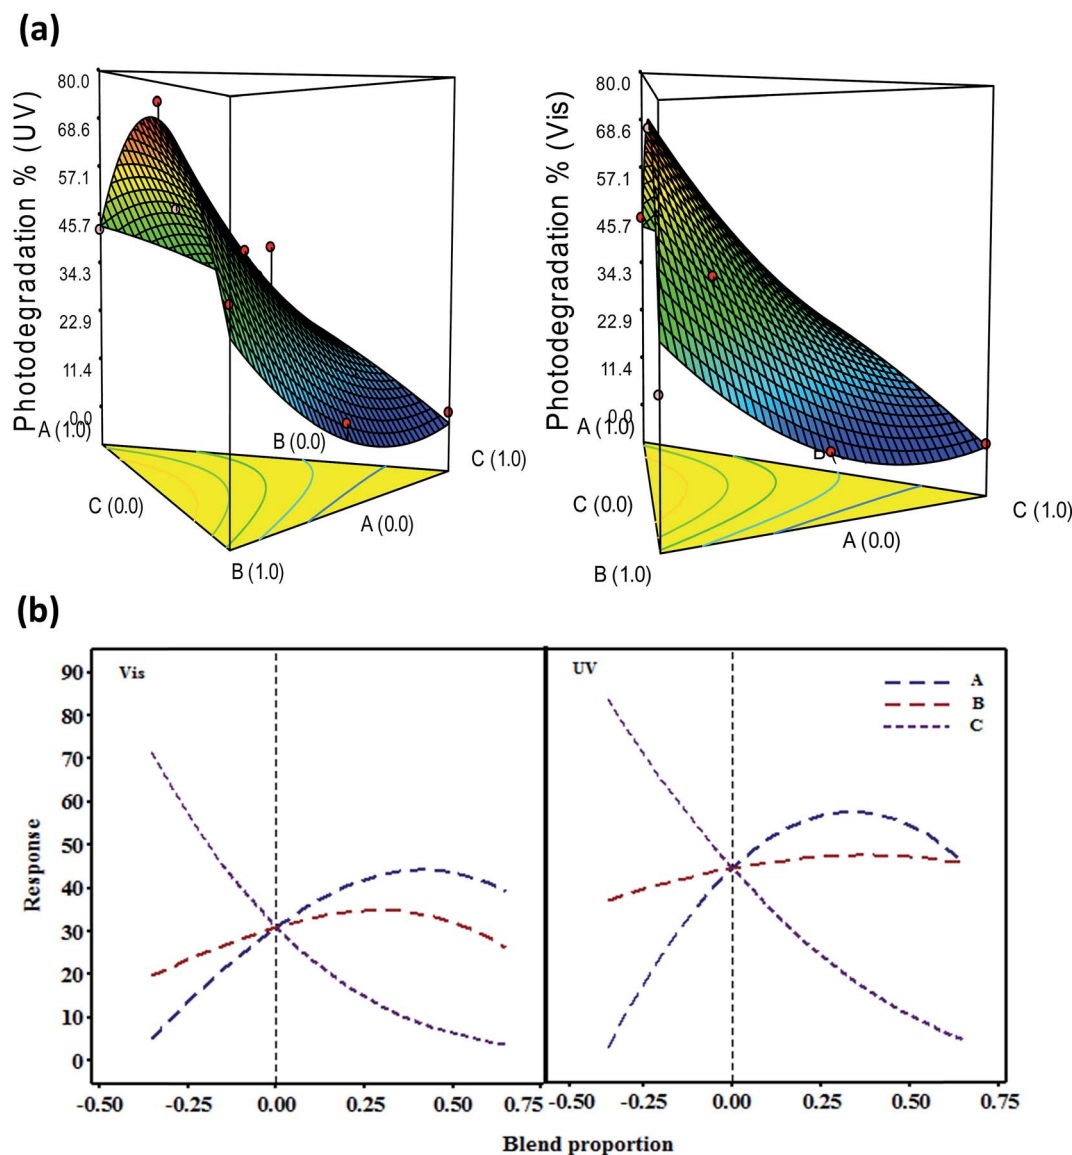 (a)
Photodegradation % (UV)
80.0
68.6
57.1
45.7
34.3
22.9
11.4
0.0
A (1.0)
B (0.0)
C (1.0)
C (0.0)
A (0.0)
B (1.0)
Photodegradation % (Vis)
80.0
68.6
57.1
45.7
34.3
22.9
11.4
0.0
A (1.0)
C (0.0)
C (1.0)
A (0.0)
B (1.0)
(b)
Vis
UV
A
B
C
90
80
70
60
50
40
30
20
10
0
Response
-0.50 -0.25 0.00 0.25 0.50 0.75 -0.50 -0.25 0.00 0.25 0.50 0.75
Blend proportion